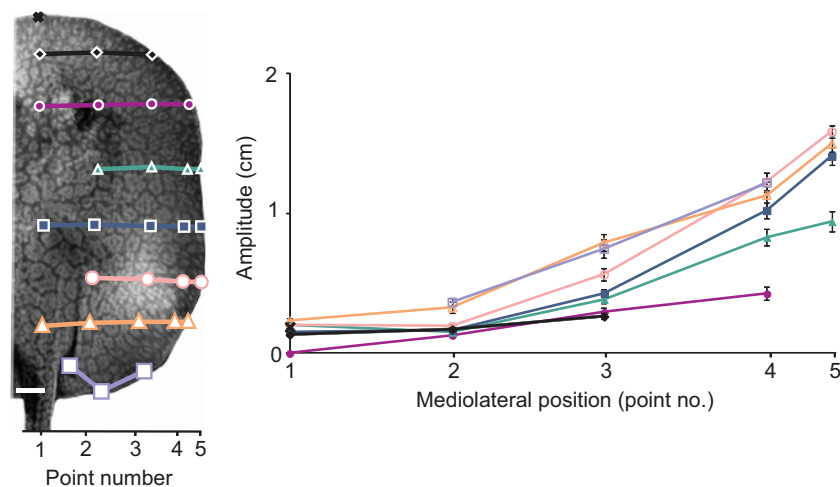 1 2 3 4 5
Point number
2
1
0
Amplitude (cm)
1 2 3 4 5
Mediolateral position (point no.)